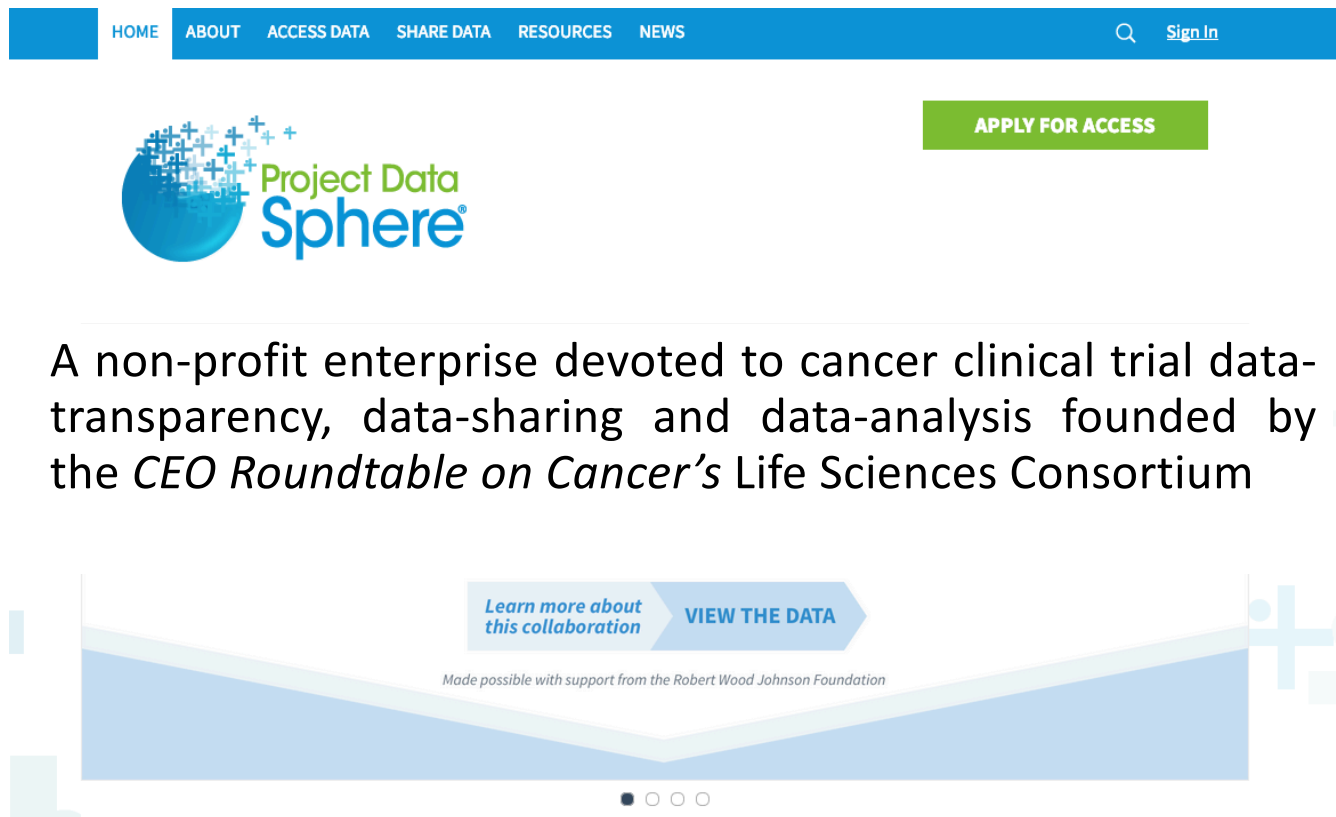 HOME ABOUT ACCESS DATA SHARE DATA RESOURCES NEWS Sign In
APPLY FOR ACCESS
Project Data
Sphere®
A non-profit enterprise devoted to cancer clinical trial data-
transparency, data-sharing and data-analysis founded by
the CEO Roundtable on Cancer’s Life Sciences Consortium
Learn more about
this collaboration
VIEW THE DATA
Made possible with support from the Robert Wood Johnson Foundation